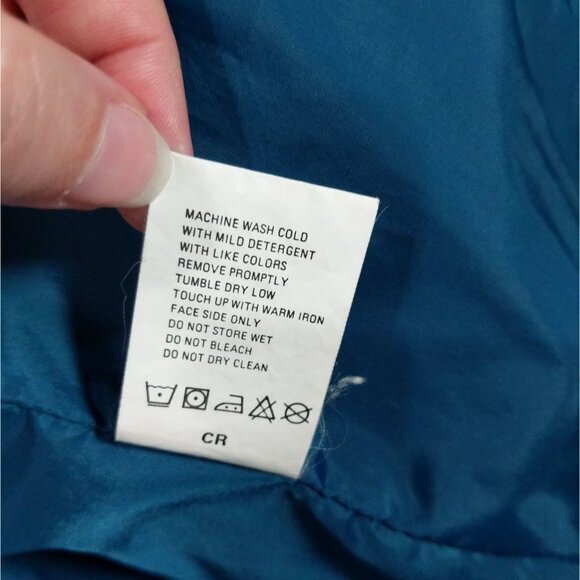 MACHINE WASH COLD
WITH MILD DETERGENT
WITH LIKE COLORS
REMOVE PROMPTLY
TUMBLE DRY LOW
TOUCH UP WITH WARM IRON
FACE SIDE ONLY
DO NOT STORE WET
DO NOT BLEACH
DO NOT DRY CLEAN
CR